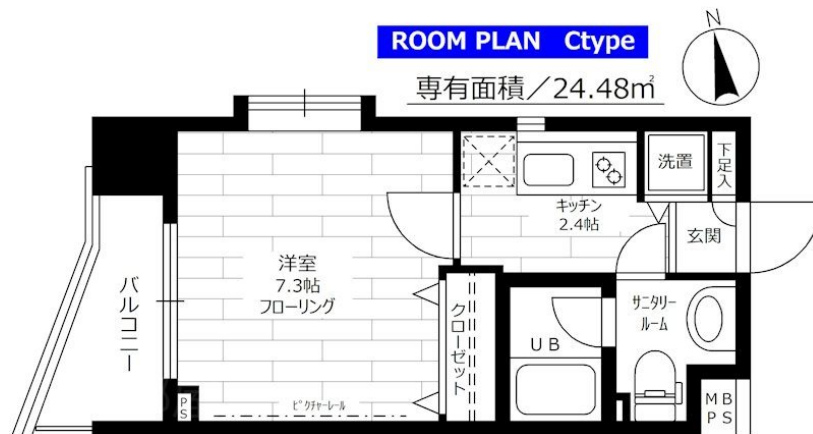 ROOM PLAN Ctype
N
専有面積／24.48㎡
洗置
下足入
キッチン
2.4帖
玄関
洋室
7.3帖
フローリング
バルコニー
クローゼット
サニタリー
ルーム
UB
PS
ピクチャーレール
MB
PS